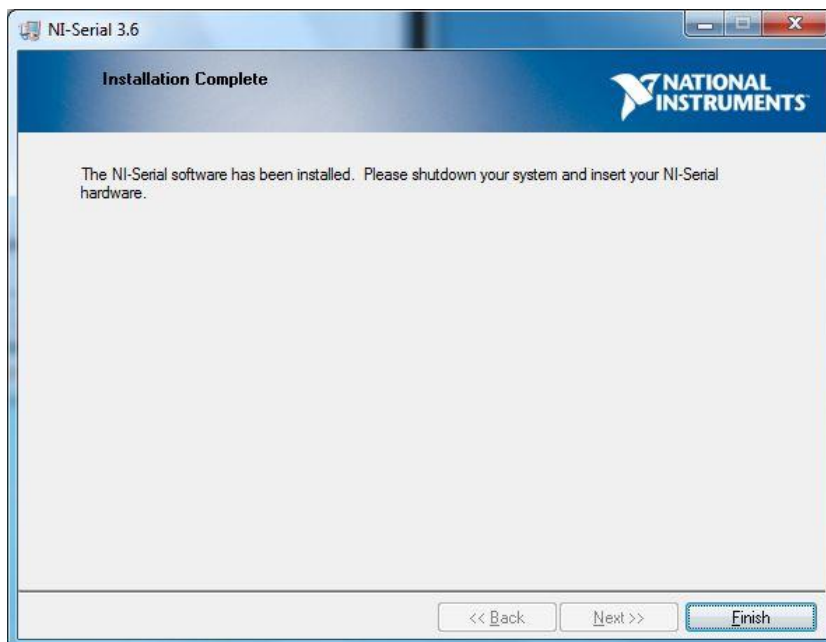 NI-Serial 3.6
Installation Complete
NATIONAL
INSTRUMENTS
The NI-Serial software has been installed.  Please shutdown your system and insert your NI-Serial
hardware.
<< Back
Next >>
Finish